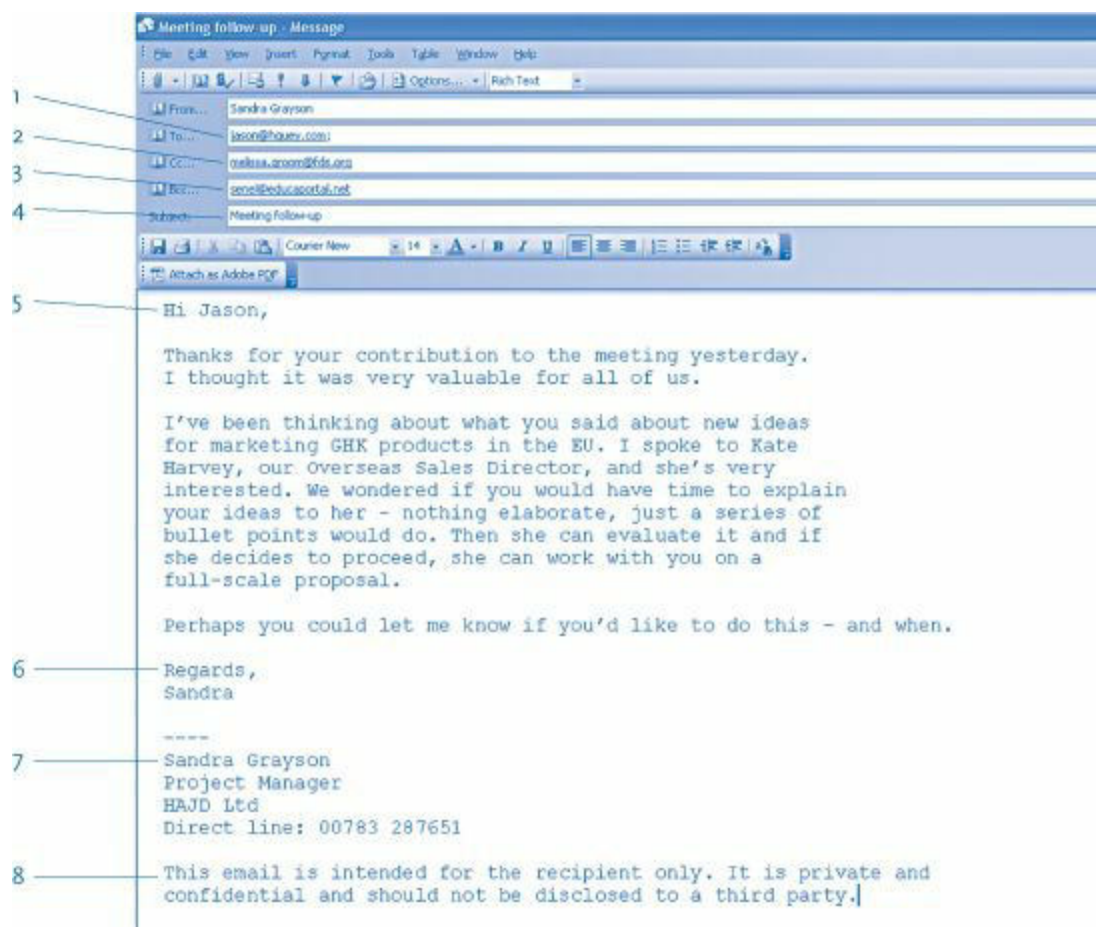 Meeting follow-up - Message
File Edit View Insert Format Tools Table Window Help
Options... Rich Text
1
From... Sandra Grayson
To... jason@hquey.com;
2
Cc... melissa.groom@fds.org
3
Bcc... senel@educaportal.net
4
Subject: Meeting follow-up
Courier New 14 A B I U
Attach as Adobe PDF
5
Hi Jason,
Thanks for your contribution to the meeting yesterday.
I thought it was very valuable for all of us.
I've been thinking about what you said about new ideas
for marketing GHK products in the EU. I spoke to Kate
Harvey, our Overseas Sales Director, and she's very
interested. We wondered if you would have time to explain
your ideas to her - nothing elaborate, just a series of
bullet points would do. Then she can evaluate it and if
she decides to proceed, she can work with you on a
full-scale proposal.
Perhaps you could let me know if you'd like to do this - and when.
6
Regards,
Sandra
----
7
Sandra Grayson
Project Manager
HAJD Ltd
Direct line: 00783 287651
8
This email is intended for the recipient only. It is private and
confidential and should not be disclosed to a third party.